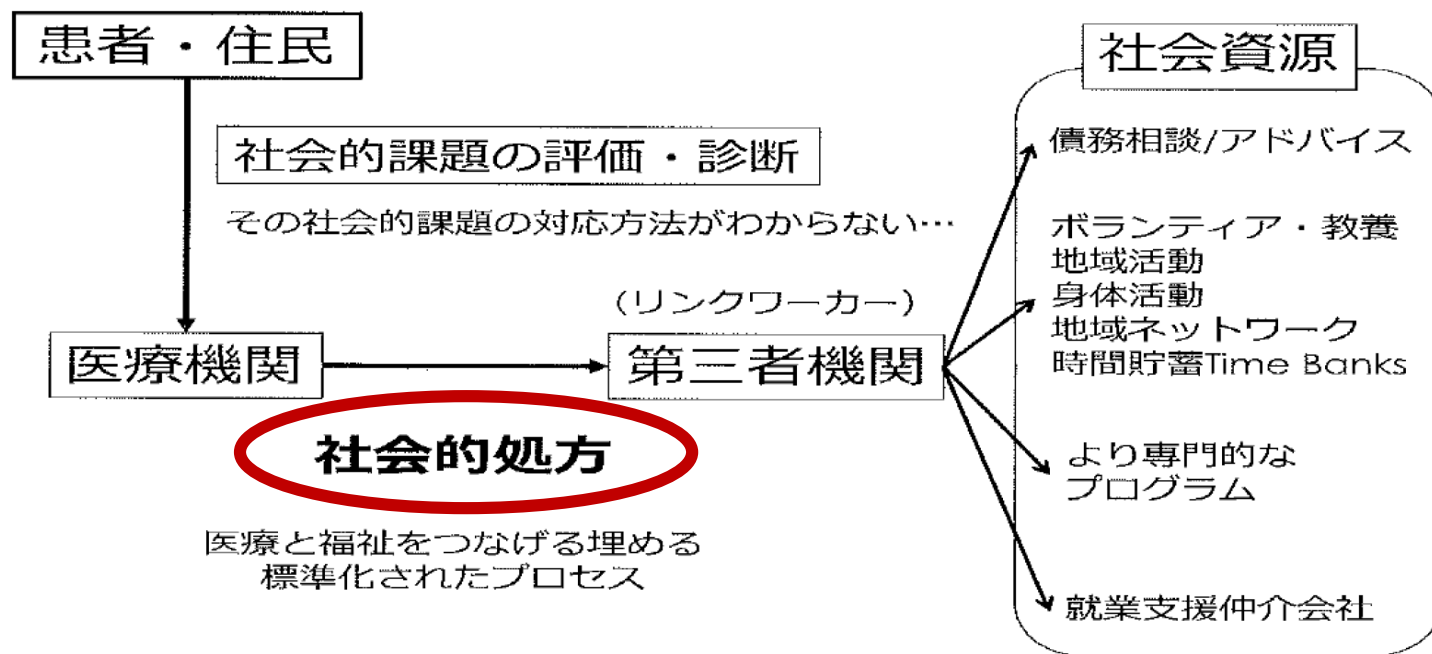 患者・住民
社会資源
社会的課題の評価・診断
債務相談/アドバイス
その社会的課題の対応方法がわからない…
ボランティア・教養
地域活動
身体活動
地域ネットワーク
時間貯蓄Time Banks
(リンクワーカー)
医療機関
第三者機関
社会的処方
より専門的な
プログラム
医療と福祉をつなげる埋める
標準化されたプロセス
就業支援仲介会社